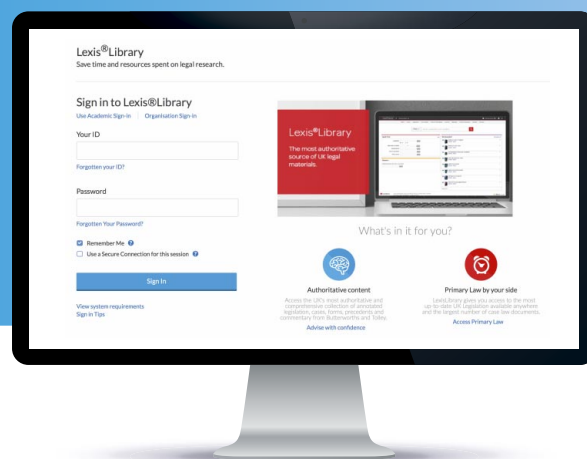 Lexis®Library
Save time and resources spent on legal research.
Sign in to Lexis®Library
Use Academic Sign-in | Organisation Sign-in
Your ID
Forgotten your ID?
Password
Forgotten Your Password?
Remember Me ?
Use a Secure Connection for this session ?
Sign In
View system requirements
Sign in Tips
Lexis®Library
The most authoritative
source of UK legal
materials.
What's in it for you?
Authoritative content
Access the UK's most authoritative and
comprehensive collection of annotated
legislation, cases, forms, precedents and
commentary from Butterworths and Tolley.
Advise with confidence
Primary Law by your side
LexisLibrary gives you access to the most
up-to-date UK Legislation available anywhere
and the largest number of case law documents.
Access Primary Law